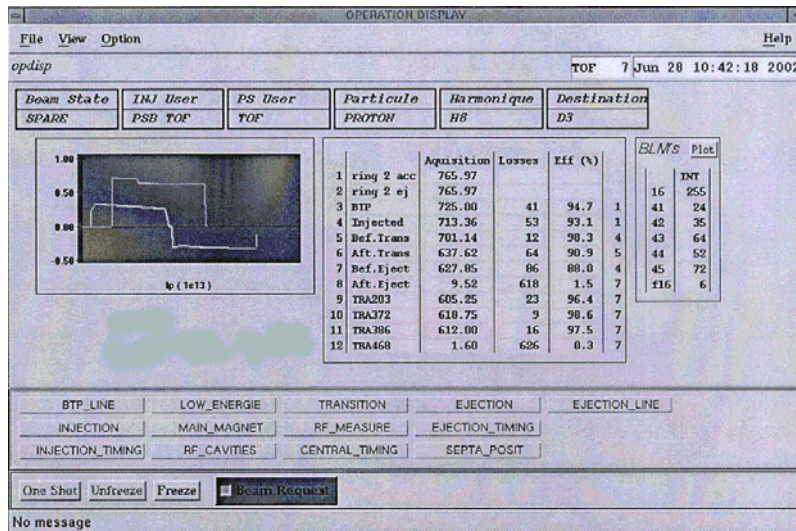 OPERATION DISPLAY
File View Option Help
opdisp TOF 7 Jun 28 10:42:18 2002
Beam State INJ User PS User Particule Harmonique Destination
SPARE PSB TOF TOF PROTON H8 D3
BLM's Plot
1.00
0.50
0.00
-0.50
Ip ( 1e13 )
Aquisition Losses Eff (%)
1 ring 2 acc 765.97
2 ring 2 ej 765.97
3 BTP 725.00 41 94.7 1
4 Injected 713.36 53 93.1 1
5 Bef.Trans 701.14 12 98.3 4
6 Aft.Trans 637.62 64 90.9 5
7 Bef.Eject 627.85 86 88.0 4
8 Aft.Eject 9.52 618 1.5 7
9 TRA203 605.25 23 96.4 7
10 TRA372 618.75 9 98.6 7
11 TRA386 612.00 16 97.5 7
12 TRA468 1.60 626 0.3 7
INT
16 255
41 24
42 35
43 64
44 52
45 72
f16 6
BTP_LINE LOW_ENERGIE TRANSITION EJECTION EJECTION_LINE
INJECTION MAIN_MAGNET RF_MEASURE EJECTION_TIMING
INJECTION_TIMING RF_CAVITIES CENTRAL_TIMING SEPTA_POSIT
One Shot Unfreeze Freeze Beam Request
No message